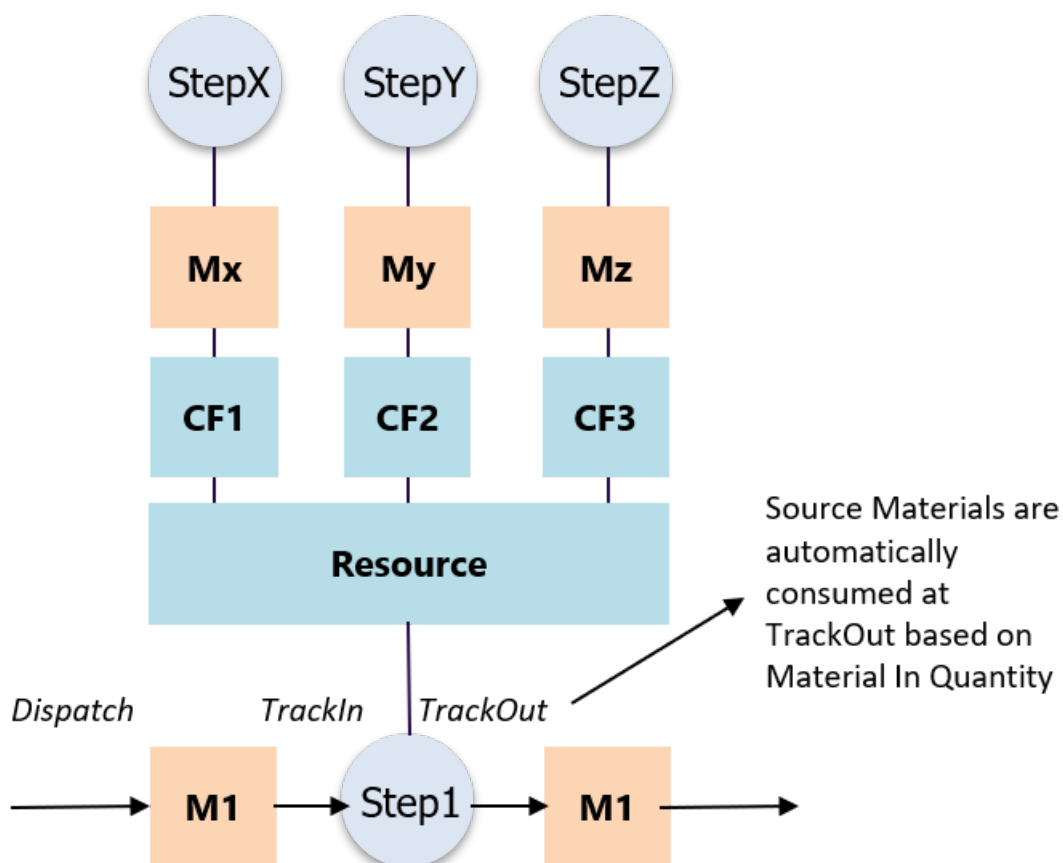 StepX
StepY
StepZ
Mx
My
Mz
CF1
CF2
CF3
Resource
Source Materials are
automatically
consumed at
TrackOut based on
Material In Quantity
Dispatch
TrackIn
TrackOut
M1
Step1
M1